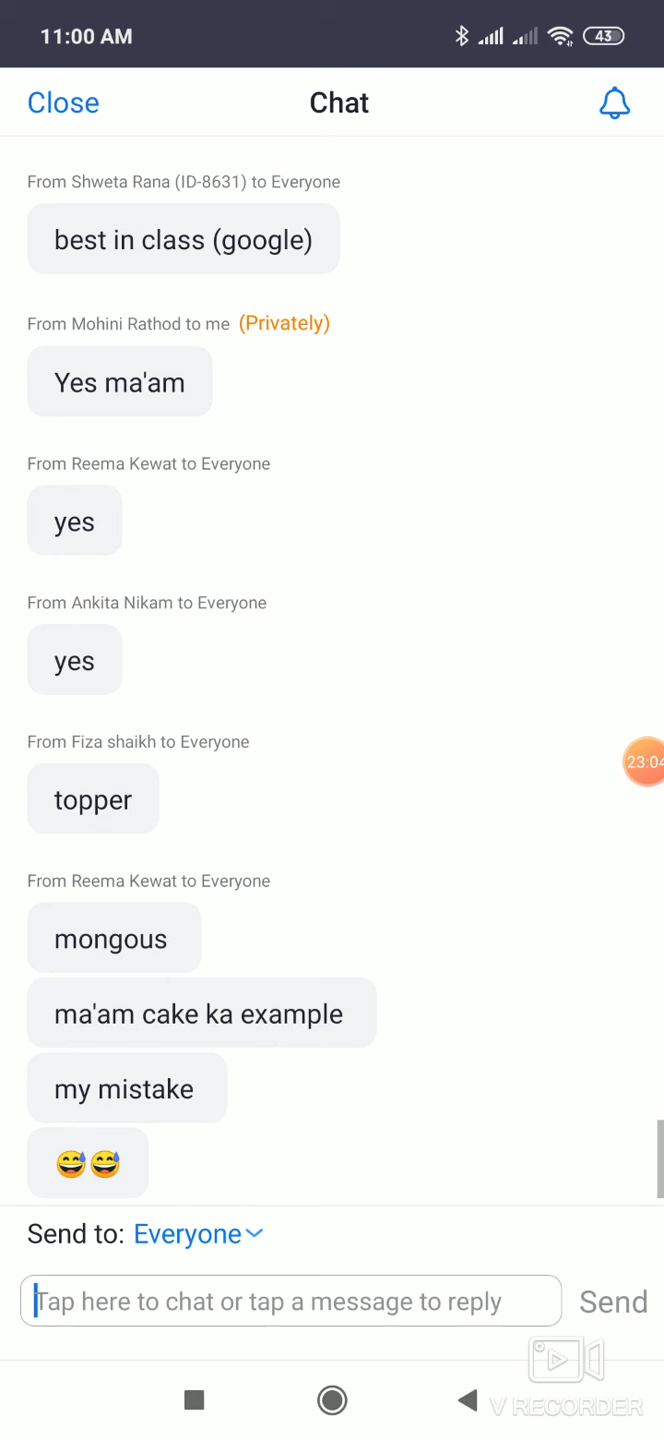 11:00 AM
43
Close
Chat
From Shweta Rana (ID-8631) to Everyone
best in class (google)
From Mohini Rathod to me (Privately)
Yes ma'am
From Reema Kewat to Everyone
yes
From Ankita Nikam to Everyone
yes
From Fiza shaikh to Everyone
topper
23:04
From Reema Kewat to Everyone
mongous
ma'am cake ka example
my mistake
😅😅
Send to: Everyone
Tap here to chat or tap a message to reply
Send
V RECORDER